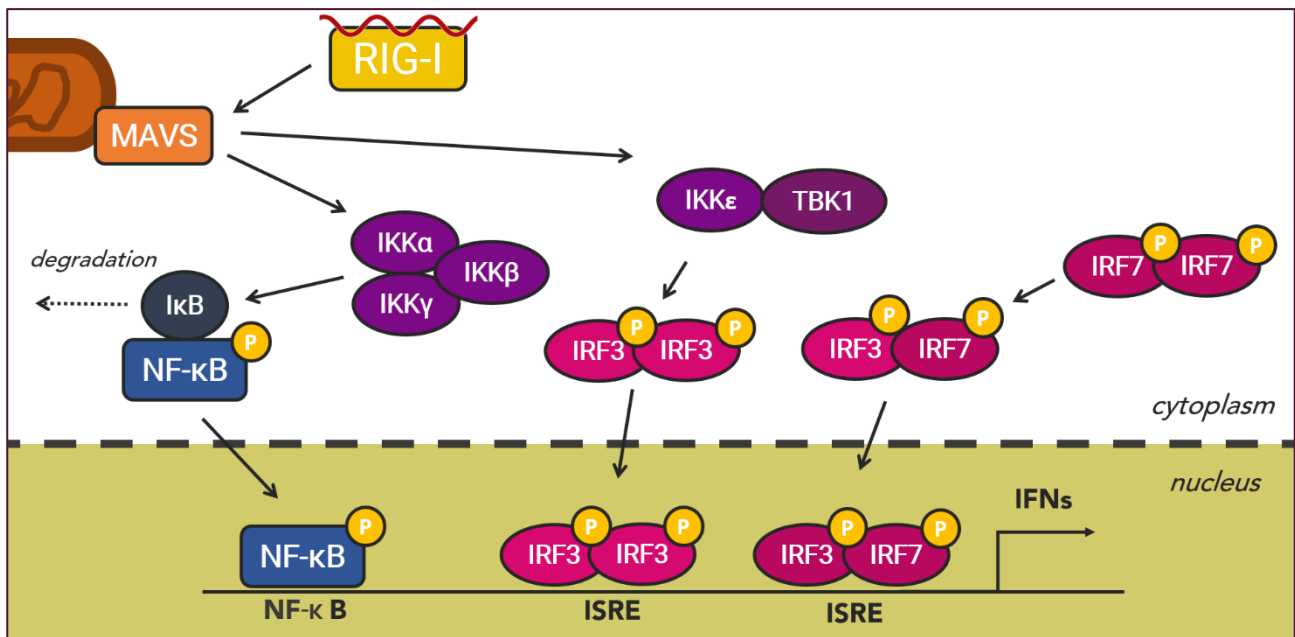 RIG-I
MAVS
IKKε TBK1
IKKα
IKKβ
IKKγ
P P
IRF7 IRF7
degradation
IκB
P
NF-κB
P P
IRF3 IRF3
P P
IRF3 IRF7
cytoplasm
nucleus
IFNs
P
NF-κB
P P
IRF3 IRF3
P P
IRF3 IRF7
NF-κ B
ISRE
ISRE